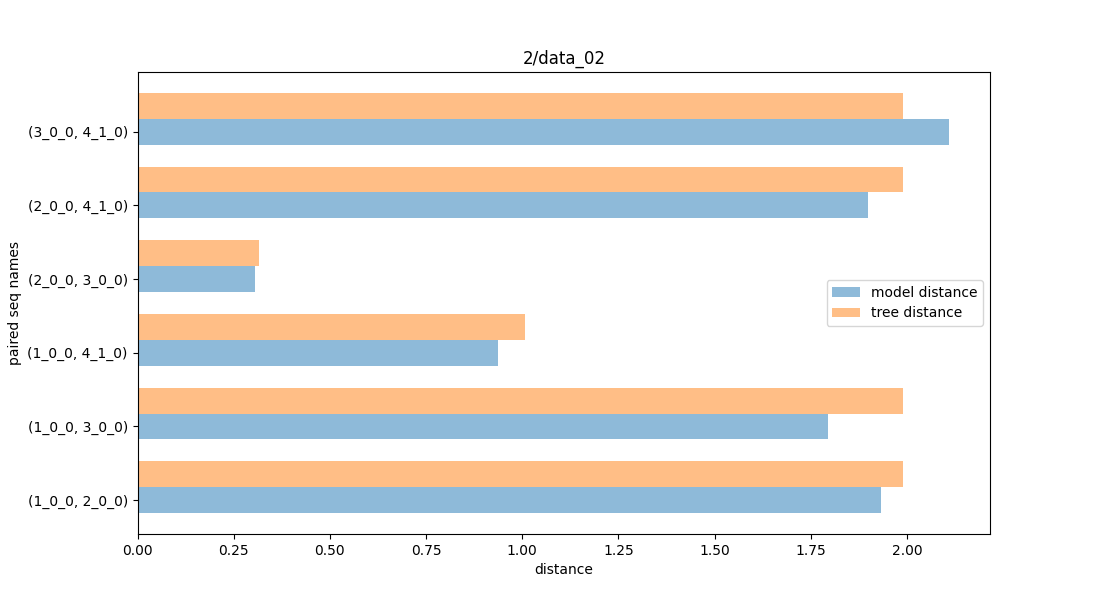 2/data_02
(3_0_0, 4_1_0)
(2_0_0, 4_1_0)
(2_0_0, 3_0_0)
(1_0_0, 4_1_0)
(1_0_0, 3_0_0)
(1_0_0, 2_0_0)
paired seq names
model distance
tree distance
0.00 0.25 0.50 0.75 1.00 1.25 1.50 1.75 2.00
distance